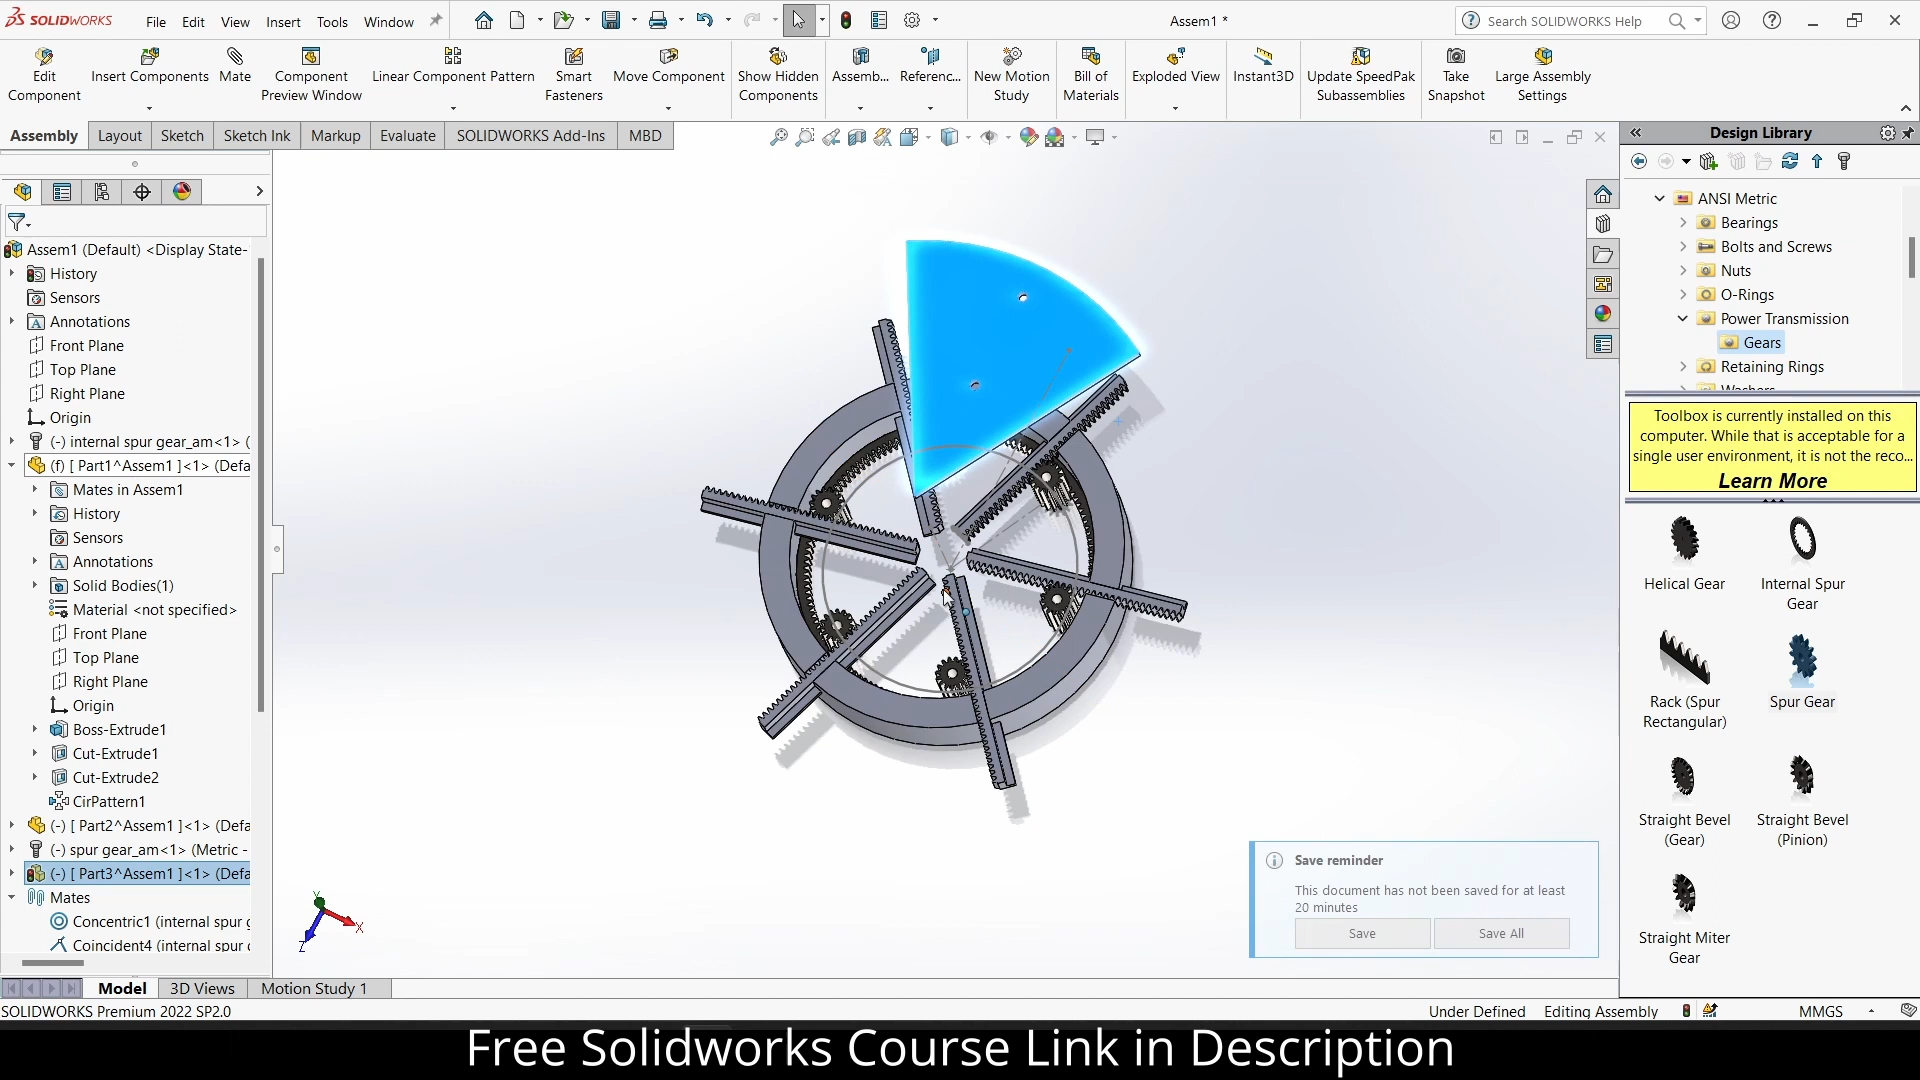 SOLIDWORKS File Edit View Insert Tools Window Assem1 * Search SOLIDWORKS Help
Edit Component Insert Components Mate Component Preview Window Linear Component Pattern Smart Fasteners Move Component Show Hidden Components Assemb... Referenc... New Motion Study Bill of Materials Exploded View Instant3D Update SpeedPak Subassemblies Take Snapshot Large Assembly Settings
Assembly Layout Sketch Sketch Ink Markup Evaluate SOLIDWORKS Add-Ins MBD
Assem1 (Default) <Display State-
History
Sensors
Annotations
Front Plane
Top Plane
Right Plane
Origin
(-) internal spur gear_am<1> (
(f) [ Part1^Assem1 ]<1> (Defa
Mates in Assem1
History
Sensors
Annotations
Solid Bodies(1)
Material <not specified>
Front Plane
Top Plane
Right Plane
Origin
Boss-Extrude1
Cut-Extrude1
Cut-Extrude2
CirPattern1
(-) [ Part2^Assem1 ]<1> (Defa
(-) spur gear_am<1> (Metric -
(-) [ Part3^Assem1 ]<1> (Defa
Mates
Concentric1 (internal spur g
Coincident4 (internal spur g
Y
X
Z
Save reminder
This document has not been saved for at least
20 minutes
Save Save All
Design Library
ANSI Metric
Bearings
Bolts and Screws
Nuts
O-Rings
Power Transmission
Gears
Retaining Rings
Toolbox is currently installed on this
computer. While that is acceptable for a
single user environment, it is not the reco...
Learn More
Helical Gear Internal Spur Gear
Rack (Spur Rectangular) Spur Gear
Straight Bevel (Gear) Straight Bevel (Pinion)
Straight Miter Gear
Model 3D Views Motion Study 1
SOLIDWORKS Premium 2022 SP2.0 Under Defined Editing Assembly MMGS
Free Solidworks Course Link in Description